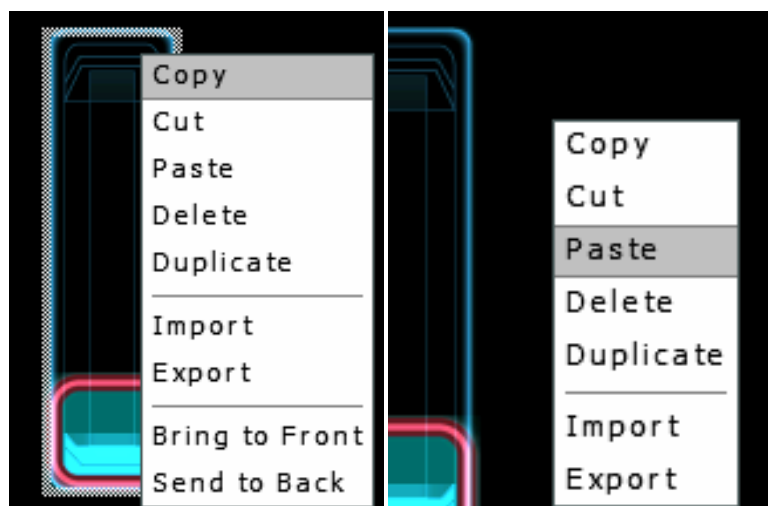 Copy
Cut
Paste
Delete
Duplicate
Import
Export
Bring to Front
Send to Back
Copy
Cut
Paste
Delete
Duplicate
Import
Export